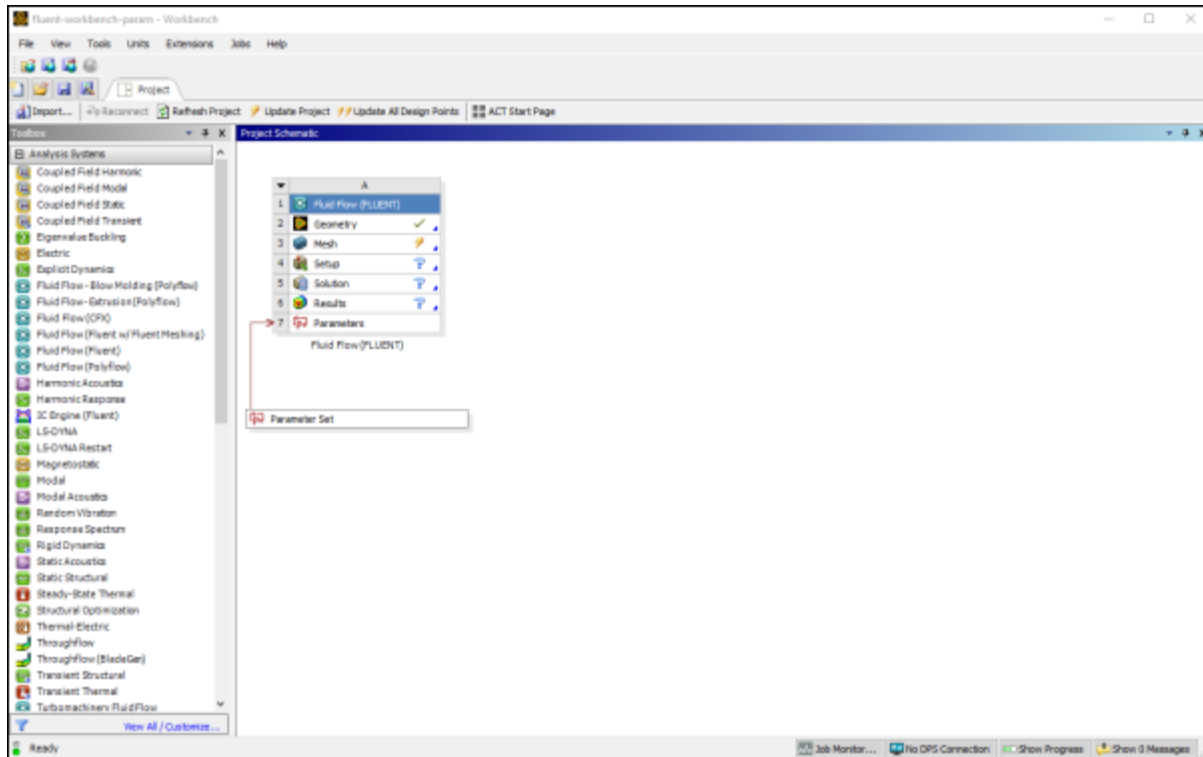 fluent-workbench-param - Workbench
File View Tools Units Extensions Jobs Help
Project
Import... Reconnect Refresh Project Update Project Update All Design Points ACT Start Page
Toolbox
Project Schematic
Analysis Systems
Coupled Field Harmonic
Coupled Field Modal
Coupled Field Static
Coupled Field Transient
Eigenvalue Buckling
Electric
Explicit Dynamics
Fluid Flow - Blow Molding (Polyflow)
Fluid Flow - Extrusion (Polyflow)
Fluid Flow (CFX)
Fluid Flow (Fluent w/ Fluent Meshing)
Fluid Flow (Fluent)
Fluid Flow (Polyflow)
Harmonic Acoustics
Harmonic Response
IC Engine (Fluent)
LS-DYNA
LS-DYNA Restart
Magnetostatic
Modal
Modal Acoustics
Random Vibration
Response Spectrum
Rigid Dynamics
Static Acoustics
Static Structural
Steady-State Thermal
Structural Optimization
Thermal-Electric
Throughflow
Throughflow (BladeGen)
Transient Structural
Transient Thermal
Turbomachinery Fluid Flow
View All / Customize...
A
1 Fluid Flow (FLUENT)
2 Geometry
3 Mesh
4 Setup
5 Solution
6 Results
7 Parameters
Fluid Flow (FLUENT)
Parameter Set
Ready
Job Monitor... No DPS Connection Show Progress Show 0 Messages